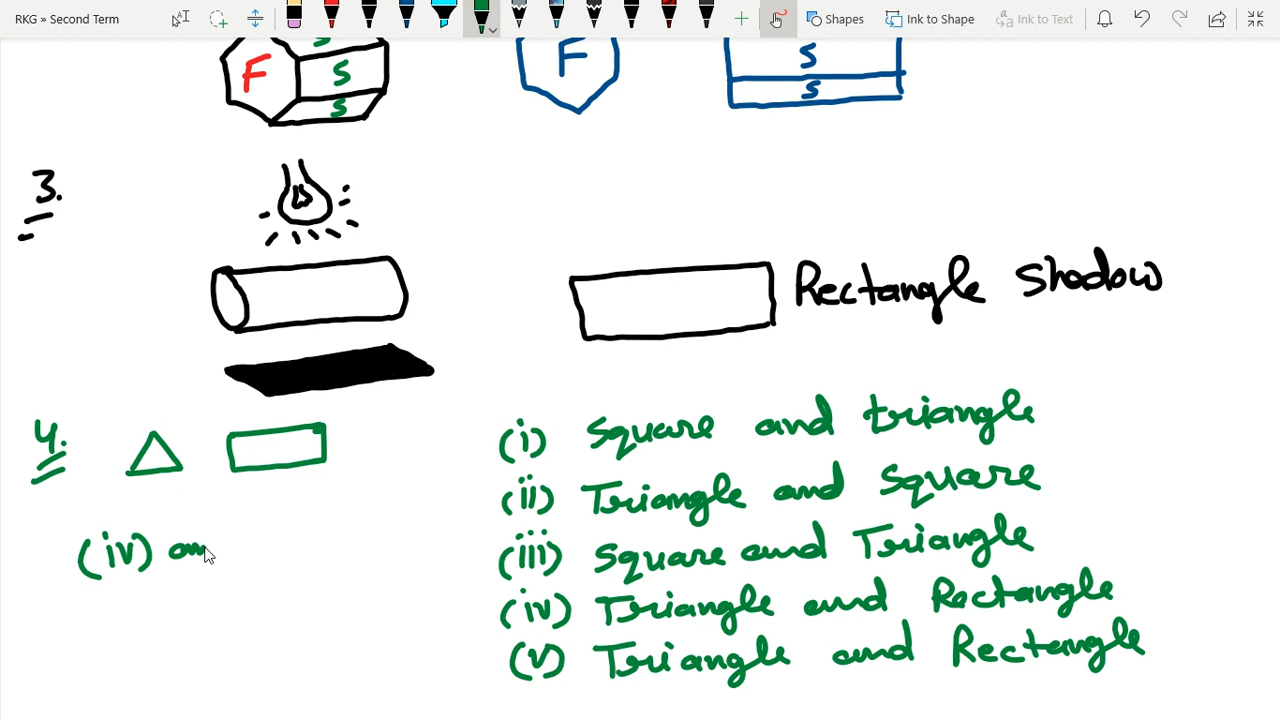 RKG » Second Term
Shapes
Ink to Shape
Ink to Text
F S S S
F
S
S
3.
Rectangle Shadow
4.
(i) Square and triangle
(ii) Triangle and Square
(iii) Square and Triangle
(iv) Triangle and Rectangle
(v) Triangle and Rectangle
(iv) an